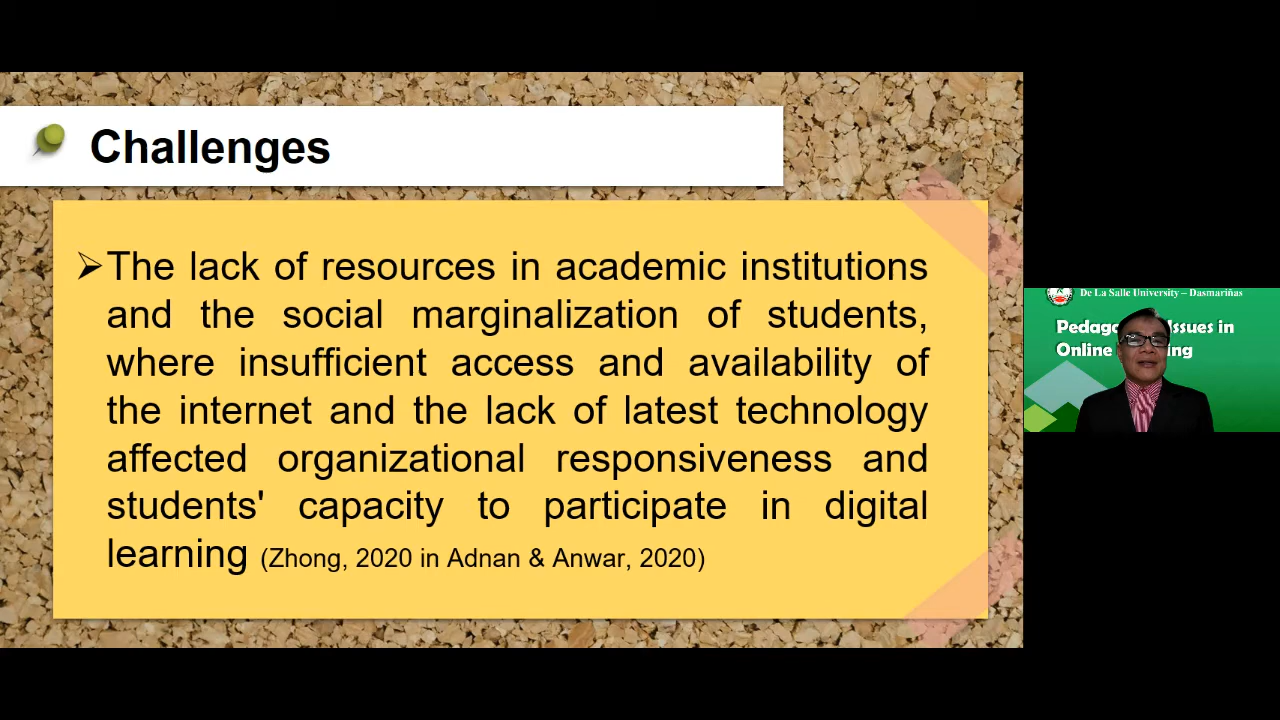 Challenges
➢The lack of resources in academic institutions
and the social marginalization of students,
where insufficient access and availability of
the internet and the lack of latest technology
affected organizational responsiveness and
students' capacity to participate in digital
learning (Zhong, 2020 in Adnan & Anwar, 2020)
De La Salle University – Dasmariñas
Issues in
Online